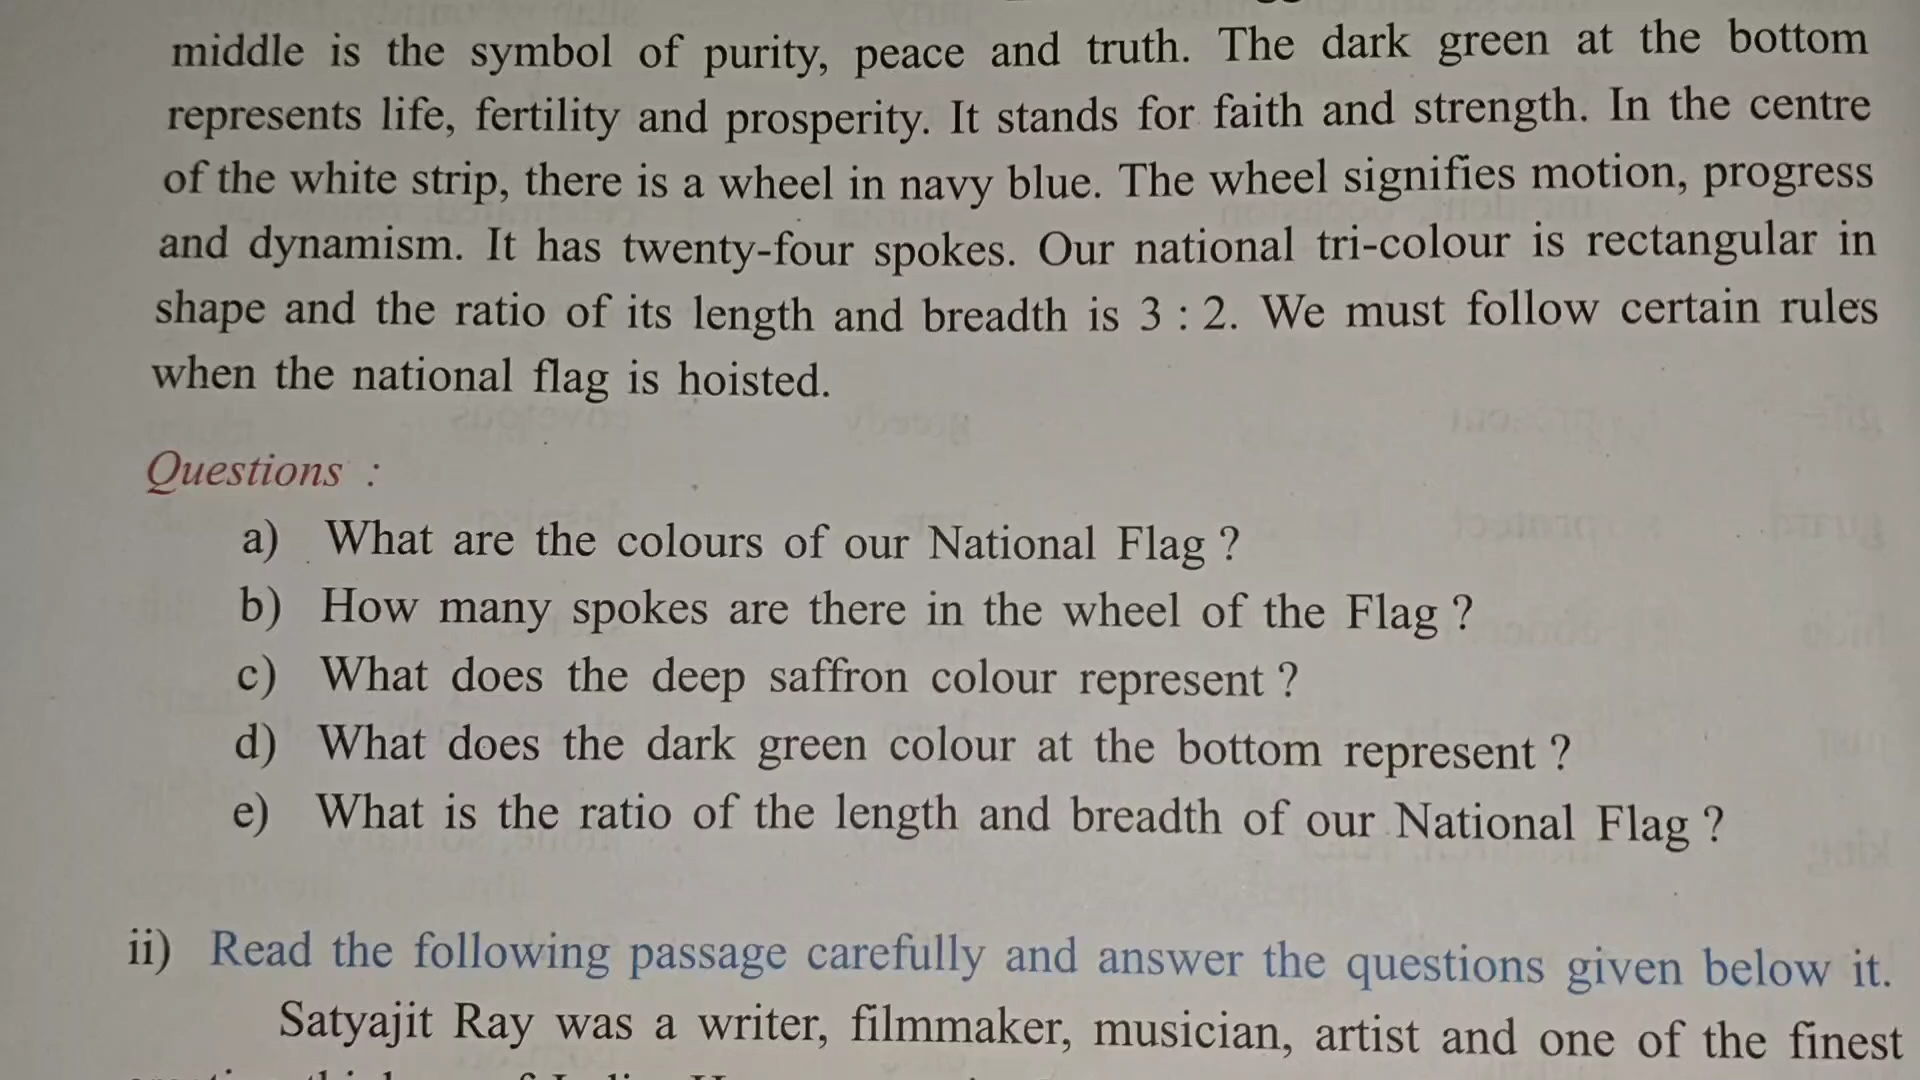 middle is the symbol of purity, peace and truth. The dark green at the bottom
represents life, fertility and prosperity. It stands for faith and strength. In the centre
of the white strip, there is a wheel in navy blue. The wheel signifies motion, progress
and dynamism. It has twenty-four spokes. Our national tri-colour is rectangular in
shape and the ratio of its length and breadth is 3 : 2. We must follow certain rules
when the national flag is hoisted.
Questions :
a) What are the colours of our National Flag ?
b) How many spokes are there in the wheel of the Flag ?
c) What does the deep saffron colour represent ?
d) What does the dark green colour at the bottom represent ?
e) What is the ratio of the length and breadth of our National Flag ?
ii) Read the following passage carefully and answer the questions given below it.
Satyajit Ray was a writer, filmmaker, musician, artist and one of the finest